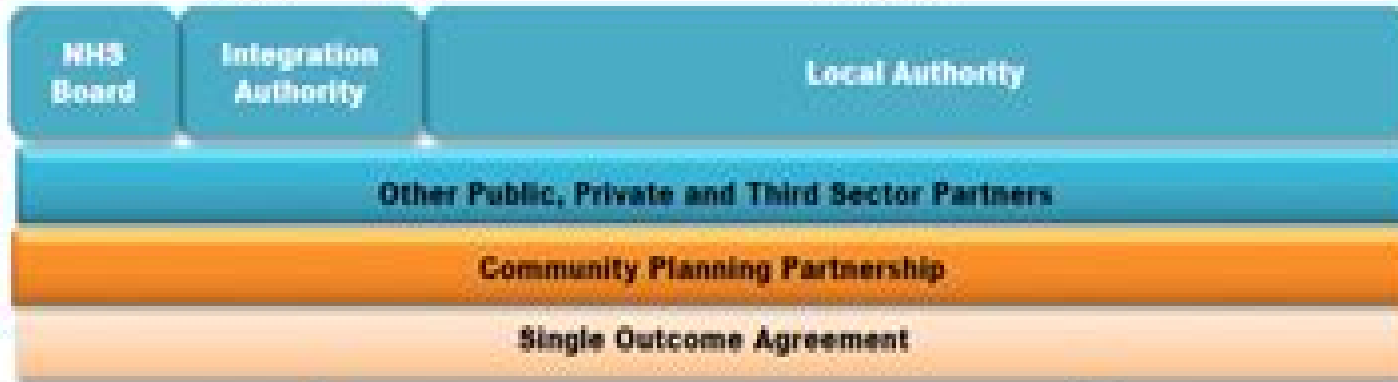 NHS
Board
Integration
Authority
Local Authority
Other Public, Private and Third Sector Partners
Community Planning Partnership
Single Outcome Agreement